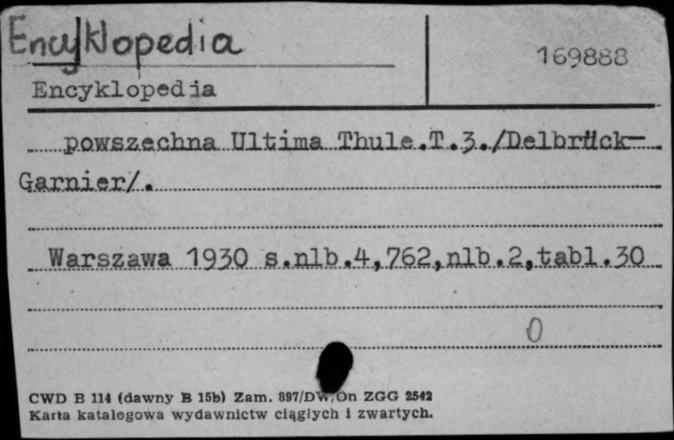 Encyklopedia
169888
Encyklopedia
powszechna Ultima Thule.T.3./Delbrück-
Garnier/.
Warszawa 1930 s.nlb.4,762,nlb.2,tabl.30
0
CWD B 114 (dawny B 15b) Zam. 897/DW/On ZGG 2542
Karta katalogowa wydawnictw ciągłych i zwartych.